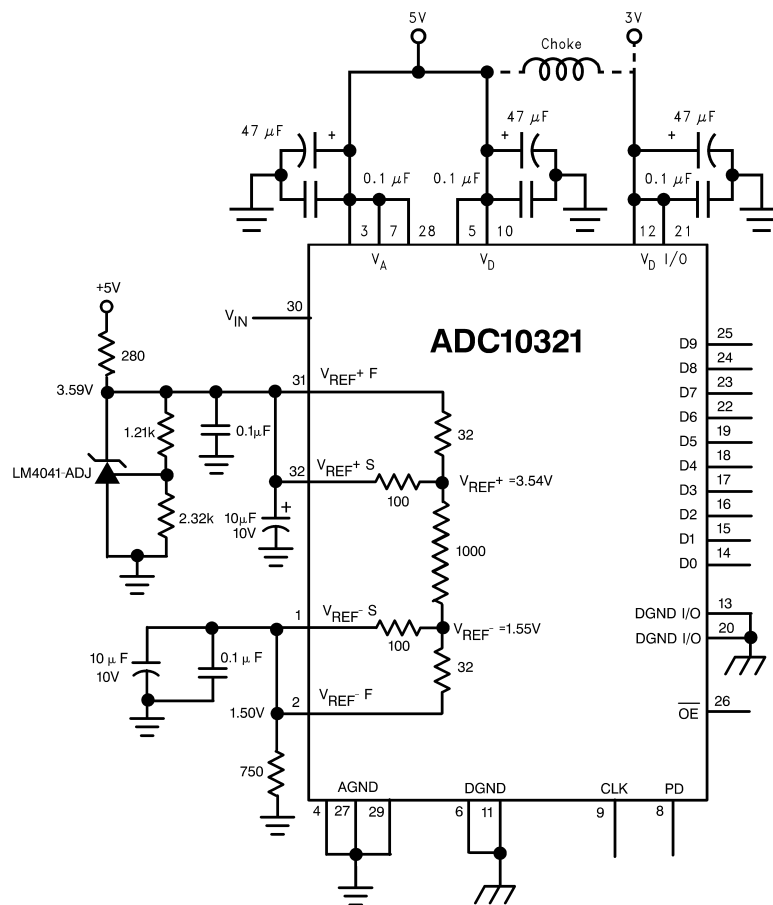 5V
3V
Choke
47 µF
+
+
47 µF
+
47 µF
0.1 µF
0.1 µF
0.1 µF
3 7 28 5 10 12 21
V_A V_D V_D I/O
+5V
V_IN 30
ADC10321
280
3.59V
31 V_REF+ F
1.21k
0.1µF
32
LM4041-ADJ
32 V_REF+ S
100
V_REF+ =3.54V
2.32k
10µF
10V
+
1000
1 V_REF- S
100
V_REF- =1.55V
10 µF
10V
0.1 µF
32
1.50V
2 V_REF- F
750
D9 25
D8 24
D7 23
D6 22
D5 19
D4 18
D3 17
D2 16
D1 15
D0 14
DGND I/O 13
DGND I/O 20
OE 26
AGND DGND CLK PD
4 27 29 6 11 9 8